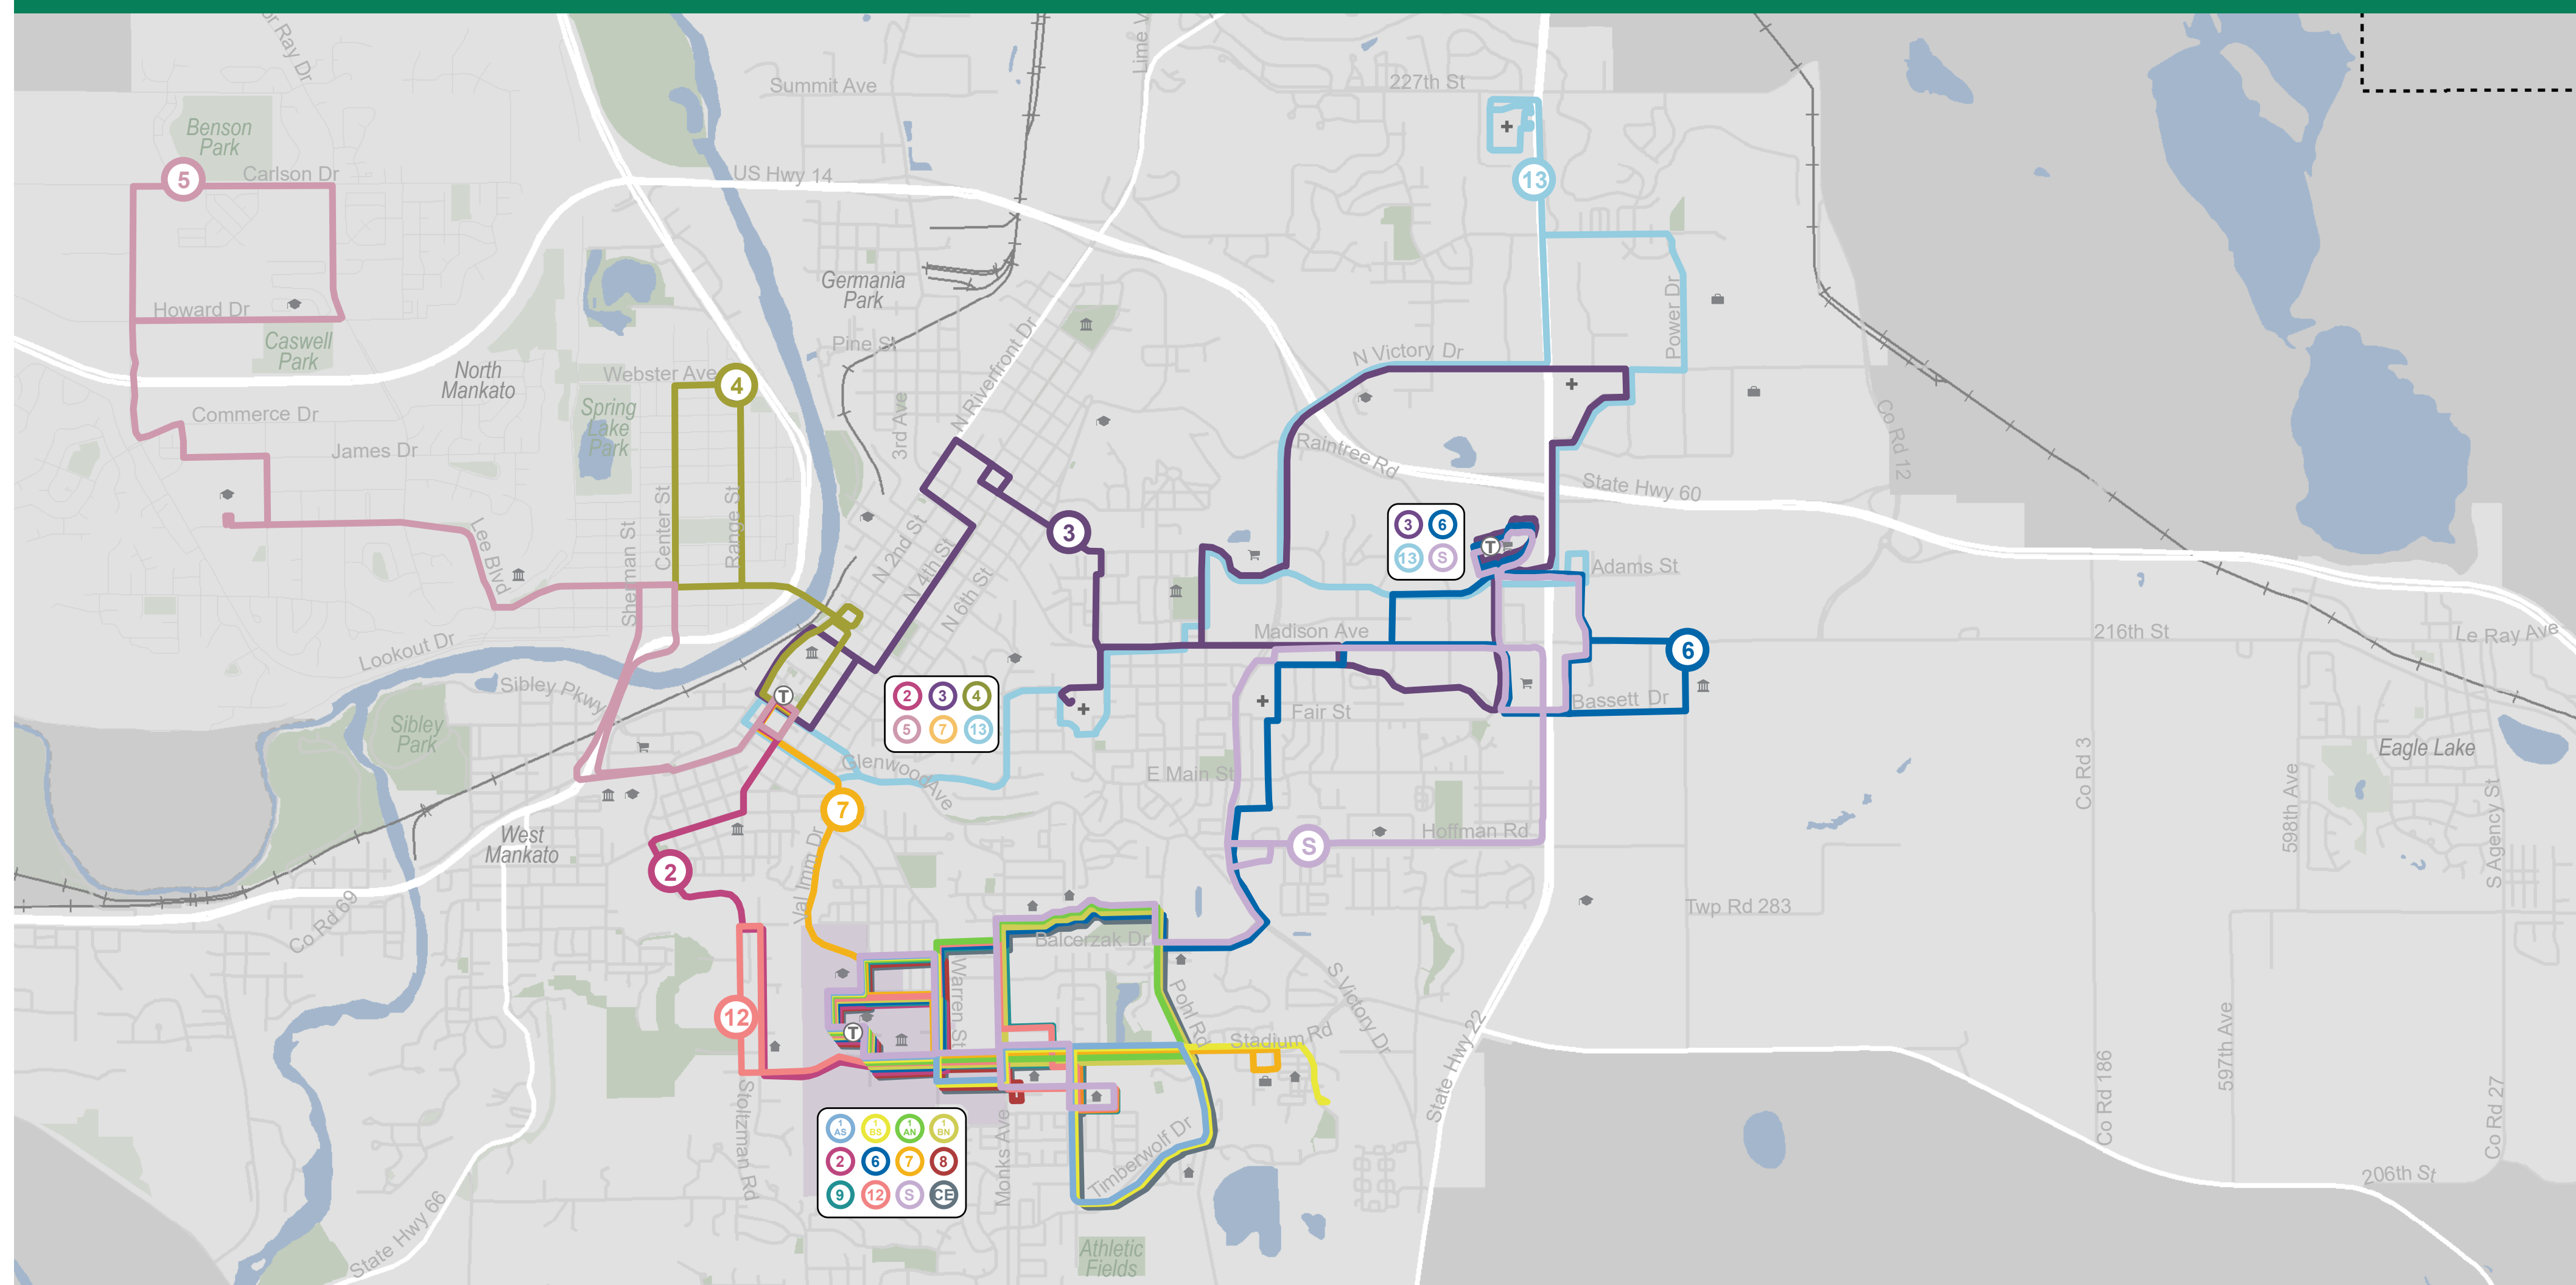 or Ray Dr
Lime V
Summit Ave
227th St
Benson
Park
5
Carlson Dr
US Hwy 14
13
Germania
Park
Howard Dr
Power Dr
Caswell
Park
Pine St
N Riverfront Dr
N Victory Dr
North
Mankato
Webster Ave
4
Spring
Lake
Park
Commerce Dr
3rd Ave
Co Rd 12
James Dr
Raintree Rd
State Hwy 60
Center St
Range St
Lee Blvd
Sherman St
N 2nd St
N 4th St
N 6th St
3
3 6
13 S
T
Adams St
Madison Ave
216th St
Le Ray Ave
Lookout Dr
6
Sibley Pkwy
T
2 3 4
5 7 13
Sibley
Park
Fair St
Bassett Dr
Eagle Lake
Glenwood Ave
E Main St
Co Rd 3
598th Ave
S Agency St
7
Hoffman Rd
S
West
Mankato
Val Imm Dr
2
Co Rd 69
Twp Rd 283
Balcerzak Dr
Warren St
Pohl Rd
S Victory Dr
12
T
Stadium Rd
State Hwy 22
597th Ave
Co Rd 186
Co Rd 27
Stoltzman Rd
Monks Ave
Timberwolf Dr
1 AS 1 BS 1 AN 1 BN
2 6 7 8
9 12 S CE
206th St
State Hwy 66
Athletic
Fields